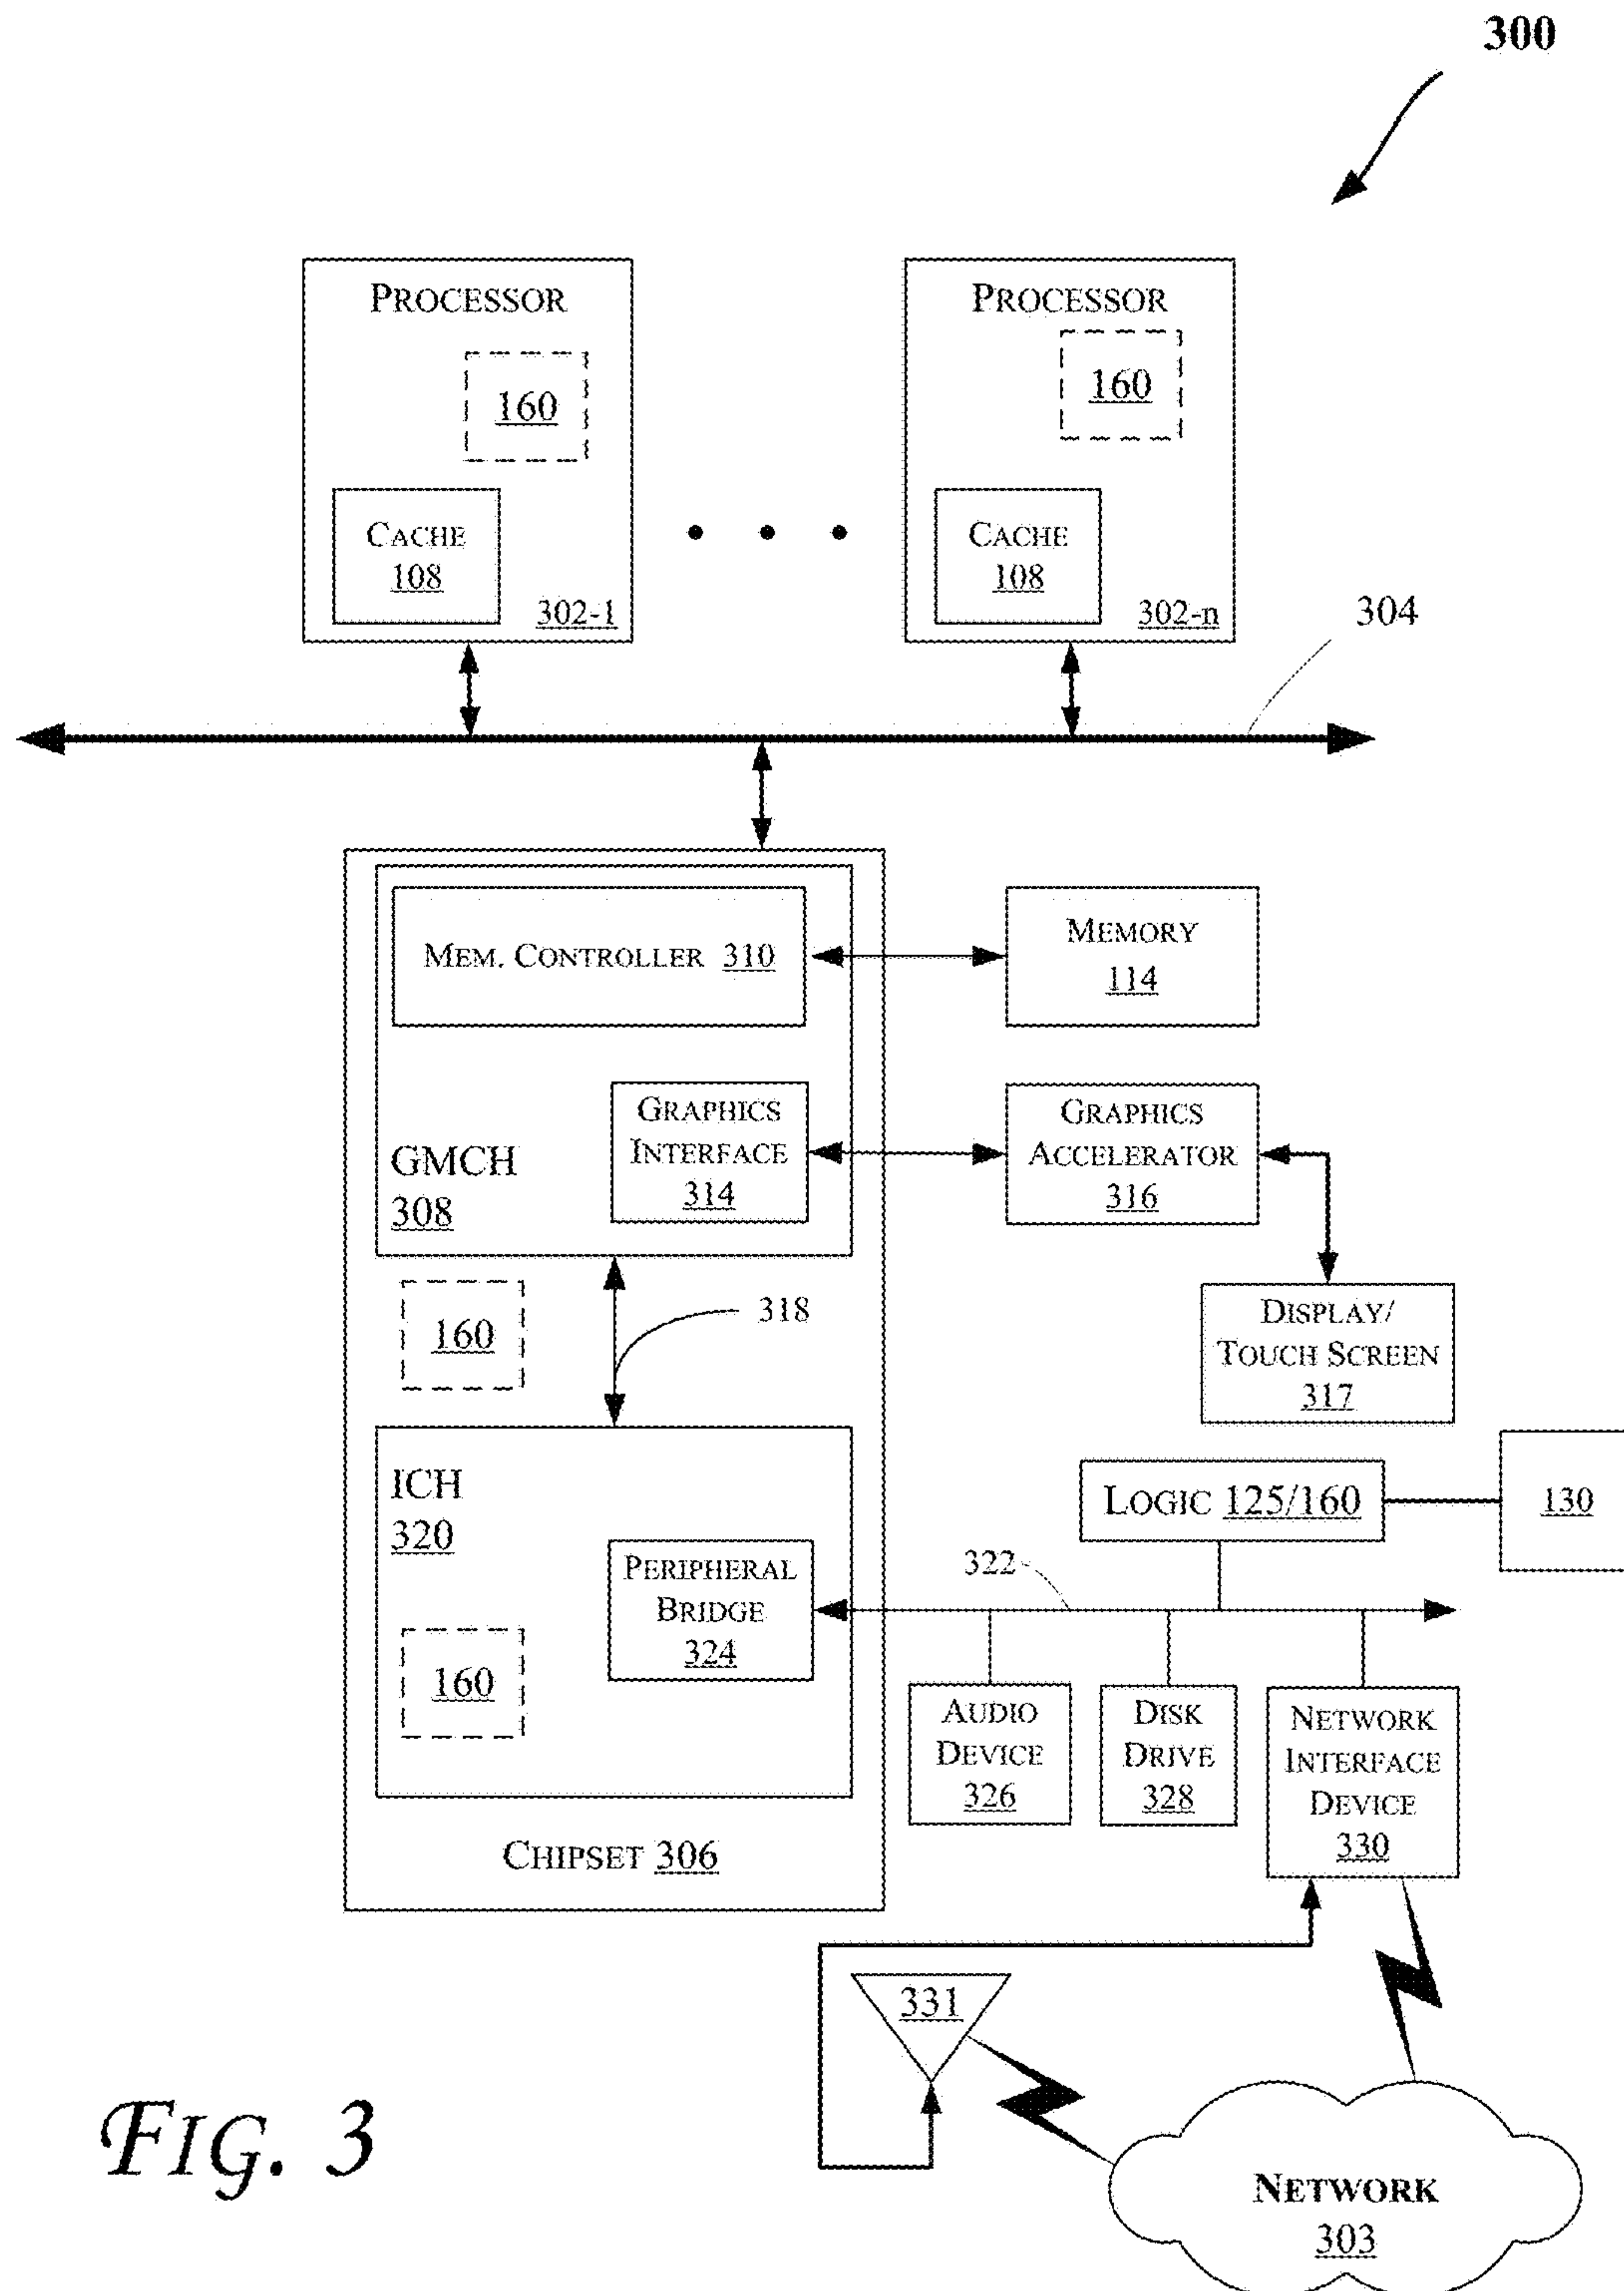 300
PROCESSOR
160
CACHE
108
302-1
PROCESSOR
160
CACHE
108
302-n
304
MEM. CONTROLLER 310
MEMORY
114
GRAPHICS
INTERFACE
314
GMCH
308
GRAPHICS
ACCELERATOR
316
160
318
DISPLAY/
TOUCH SCREEN
317
ICH
320
LOGIC 125/160
130
PERIPHERAL
BRIDGE
324
322
160
AUDIO
DEVICE
326
DISK
DRIVE
328
NETWORK
INTERFACE
DEVICE
330
CHIPSET 306
331
NETWORK
303
FIG. 3